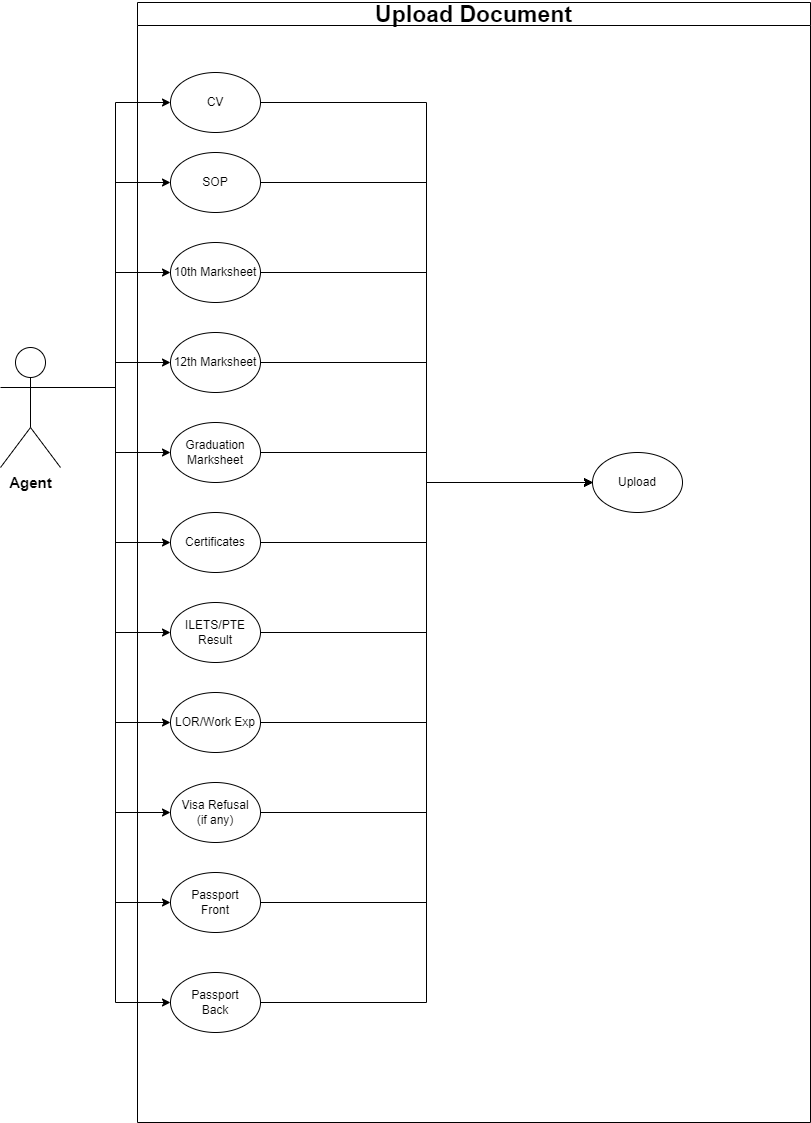 Upload Document
CV
SOP
10th Marksheet
12th Marksheet
Agent
Graduation
Marksheet
Upload
Certificates
ILETS/PTE
Result
LOR/Work Exp
Visa Refusal
(if any)
Passport
Front
Passport
Back